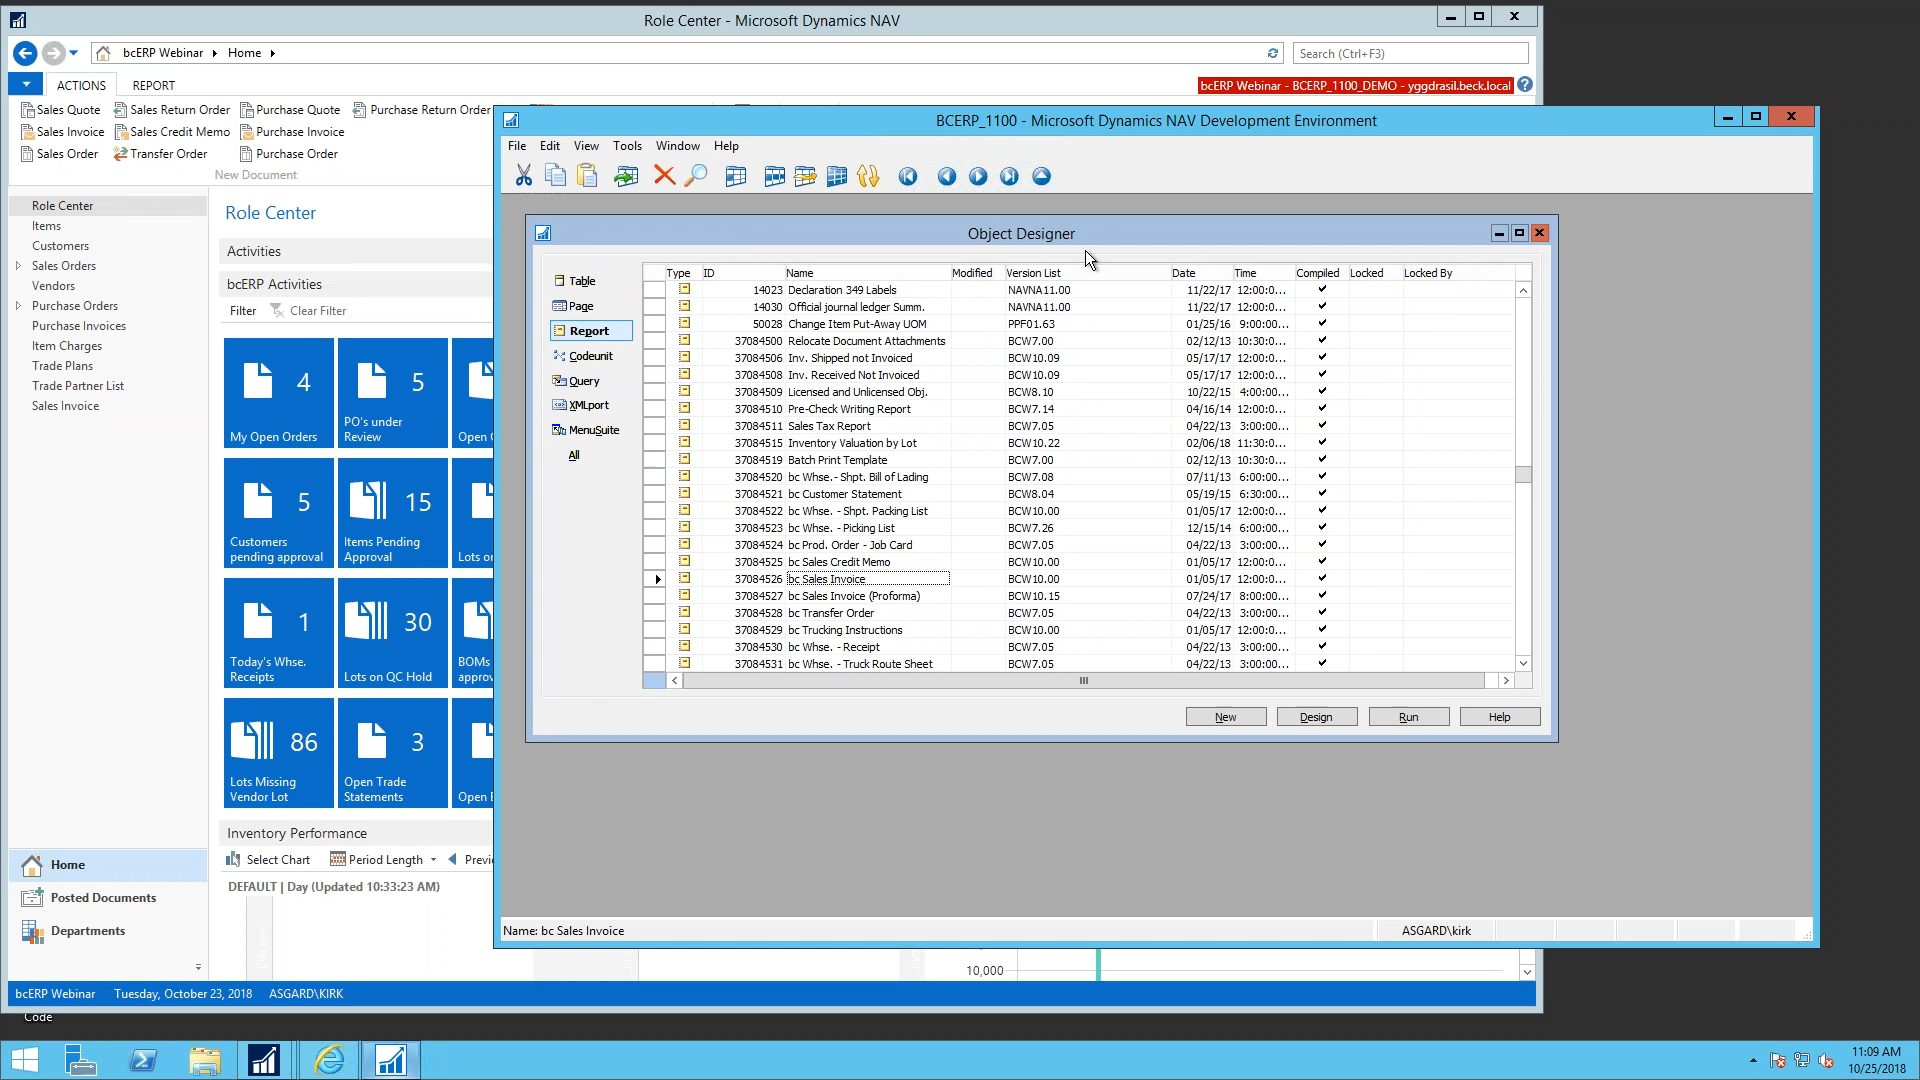 Role Center - Microsoft Dynamics NAV
bcERP Webinar
Home
Search (Ctrl+F3)
ACTIONS
REPORT
bcERP Webinar - BCERP_1100_DEMO - yggdrasil.beck.local
Sales Quote
Sales Return Order
Purchase Quote
Purchase Return Order
Sales Invoice
Sales Credit Memo
Purchase Invoice
Sales Order
Transfer Order
Purchase Order
New Document
Role Center
Items
Customers
Sales Orders
Vendors
Purchase Orders
Purchase Invoices
Item Charges
Trade Plans
Trade Partner List
Sales Invoice
Home
Posted Documents
Departments
Role Center
Activities
bcERP Activities
Filter
Clear Filter
4
My Open Orders
5
PO's under
Review
Open
5
Customers
pending approval
15
Items Pending
Approval
Lots on
1
Today's Whse.
Receipts
30
Lots on QC Hold
BOMs
approv
86
Lots Missing
Vendor Lot
3
Open Trade
Statements
Open
Inventory Performance
Select Chart
Period Length
Previ
DEFAULT | Day (Updated 10:33:23 AM)
10,000
bcERP Webinar
Tuesday, October 23, 2018
ASGARD\KIRK
Code
BCERP_1100 - Microsoft Dynamics NAV Development Environment
File Edit View Tools Window Help
Object Designer
Table
Page
Report
Codeunit
Query
XMLport
MenuSuite
All
Type ID Name Modified Version List Date Time Compiled Locked Locked By
14023 Declaration 349 Labels NAVNA11.00 11/22/17 12:00:0...
14030 Official journal ledger Summ. NAVNA11.00 11/22/17 12:00:0...
50028 Change Item Put-Away UOM PPF01.63 01/25/16 9:00:00...
37084500 Relocate Document Attachments BCW7.00 02/12/13 10:30:0...
37084506 Inv. Shipped not Invoiced BCW10.09 05/17/17 12:00:0...
37084508 Inv. Received Not Invoiced BCW10.09 05/17/17 12:00:0...
37084509 Licensed and Unlicensed Obj. BCW8.10 10/22/15 4:00:00...
37084510 Pre-Check Writing Report BCW7.14 04/16/14 12:00:0...
37084511 Sales Tax Report BCW7.05 04/22/13 3:00:00...
37084515 Inventory Valuation by Lot BCW10.22 02/06/18 11:30:0...
37084519 Batch Print Template BCW7.00 02/12/13 10:30:0...
37084520 bc Whse.- Shpt. Bill of Lading BCW7.08 07/11/13 6:00:00...
37084521 bc Customer Statement BCW8.04 05/19/15 6:30:00...
37084522 bc Whse. - Shpt. Packing List BCW10.00 01/05/17 12:00:0...
37084523 bc Whse. - Picking List BCW7.26 12/15/14 6:00:00...
37084524 bc Prod. Order - Job Card BCW7.05 04/22/13 3:00:00...
37084525 bc Sales Credit Memo BCW10.00 01/05/17 12:00:0...
37084526 bc Sales Invoice BCW10.00 01/05/17 12:00:0...
37084527 bc Sales Invoice (Proforma) BCW10.15 07/24/17 8:00:00...
37084528 bc Transfer Order BCW7.05 04/22/13 3:00:00...
37084529 bc Trucking Instructions BCW10.00 01/05/17 12:00:0...
37084530 bc Whse. - Receipt BCW7.05 04/22/13 3:00:00...
37084531 bc Whse. - Truck Route Sheet BCW7.05 04/22/13 3:00:00...
New
Design
Run
Help
Name: bc Sales Invoice
ASGARD\kirk
11:09 AM
10/25/2018